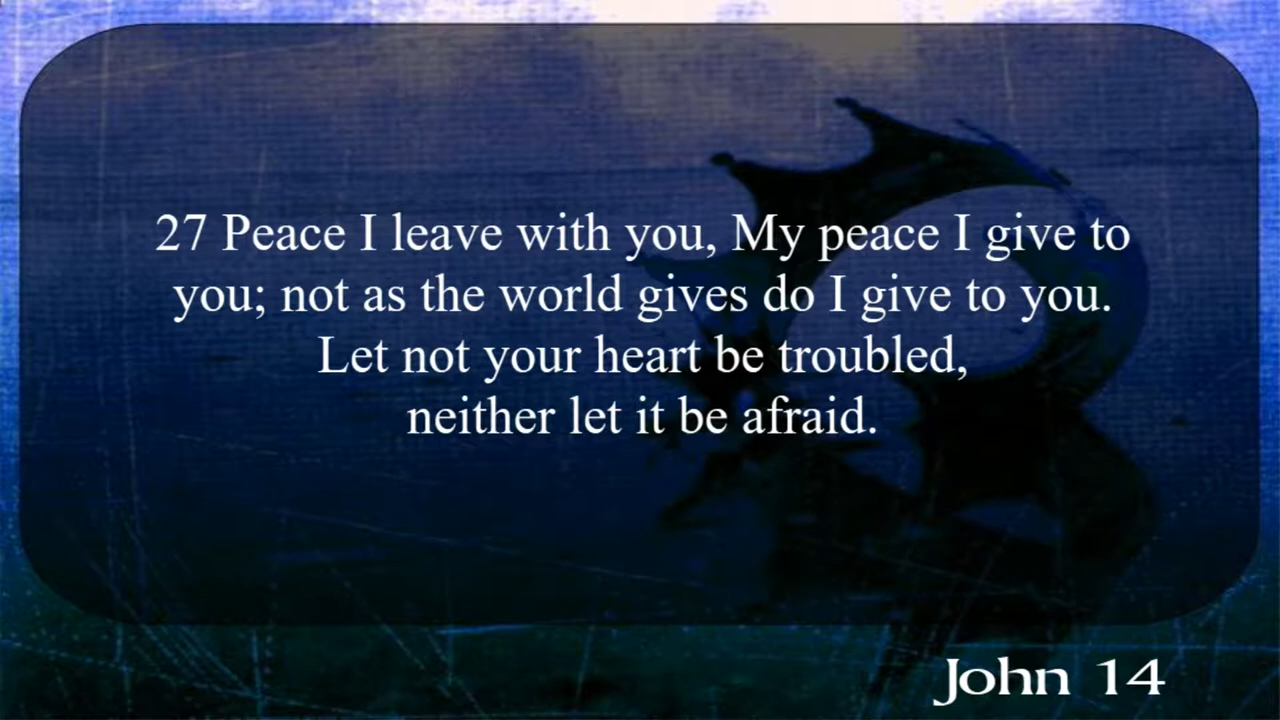 27 Peace I leave with you, My peace I give to
you; not as the world gives do I give to you.
Let not your heart be troubled,
neither let it be afraid.
John 14